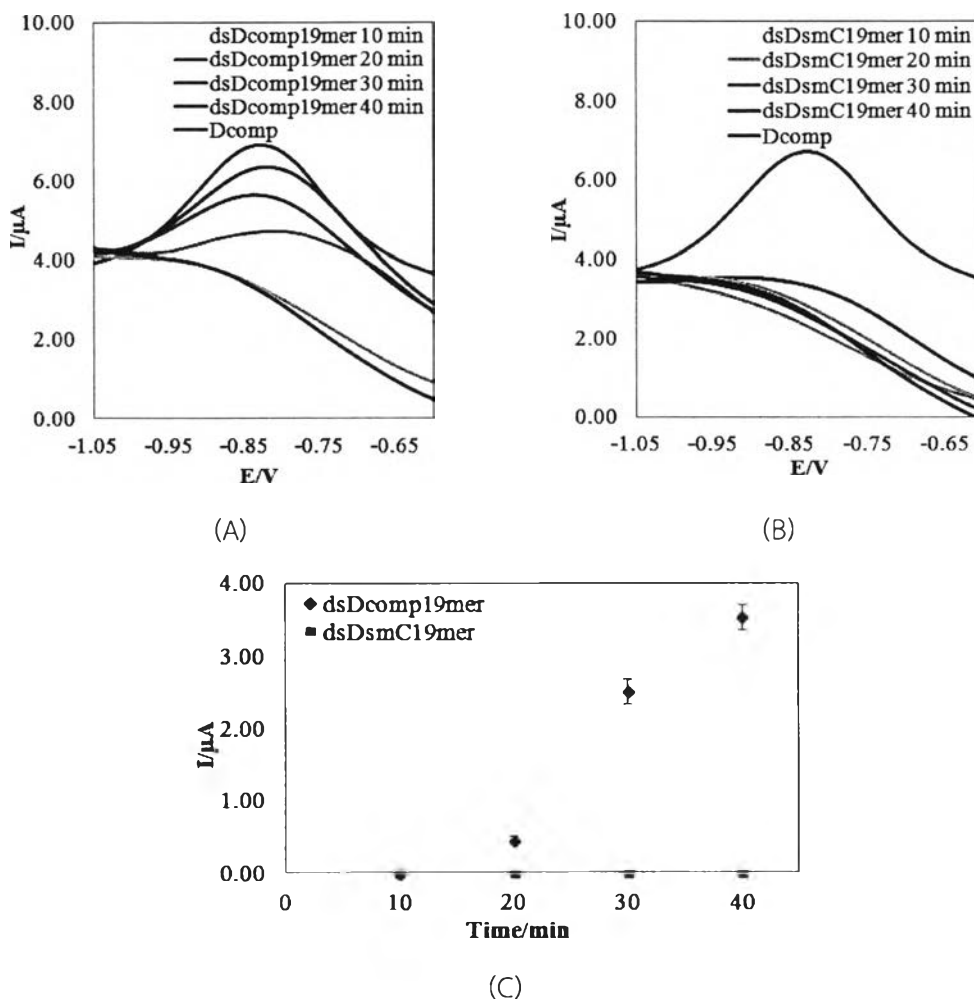 10.00
8.00
6.00
4.00
2.00
0.00
I/µA
dsDcomp19mer 10 min
dsDcomp19mer 20 min
dsDcomp19mer 30 min
dsDcomp19mer 40 min
Dcomp
-1.05 -0.95 -0.85 -0.75 -0.65
E/V
(A)
10.00
8.00
6.00
4.00
2.00
0.00
I/µA
dsDsmC19mer 10 min
dsDsmC19mer 20 min
dsDsmC19mer 30 min
dsDsmC19mer 40 min
Dcomp
-1.05 -0.95 -0.85 -0.75 -0.65
E/V
(B)
4.00
3.00
2.00
1.00
0.00
I/µA
dsDcomp19mer
dsDsmC19mer
0 10 20 30 40
Time/min
(C)